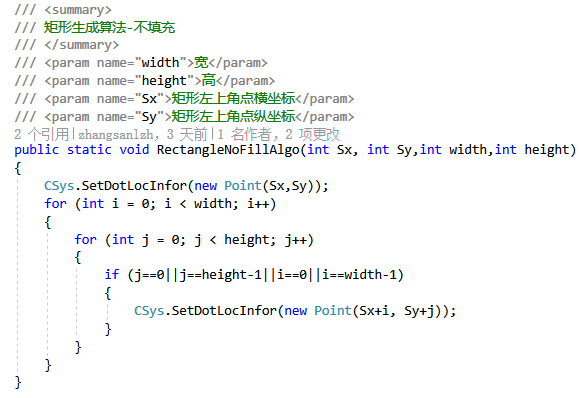 /// <summary>
/// 矩形生成算法-不填充
/// </summary>
/// <param name="width">宽</param>
/// <param name="height">高</param>
/// <param name="Sx">矩形左上角点横坐标</param>
/// <param name="Sy">矩形左上角点纵坐标</param>
2 个引用|zhangsanlzh，3 天前|1 名作者，2 项更改
public static void RectangleNoFillAlgo(int Sx, int Sy,int width,int height)
{
    CSys.SetDotLocInfor(new Point(Sx,Sy));
    for (int i = 0; i < width; i++)
    {
        for (int j = 0; j < height; j++)
        {
            if (j==0||j==height-1||i==0||i==width-1)
            {
                CSys.SetDotLocInfor(new Point(Sx+i, Sy+j));
            }
        }
    }
}